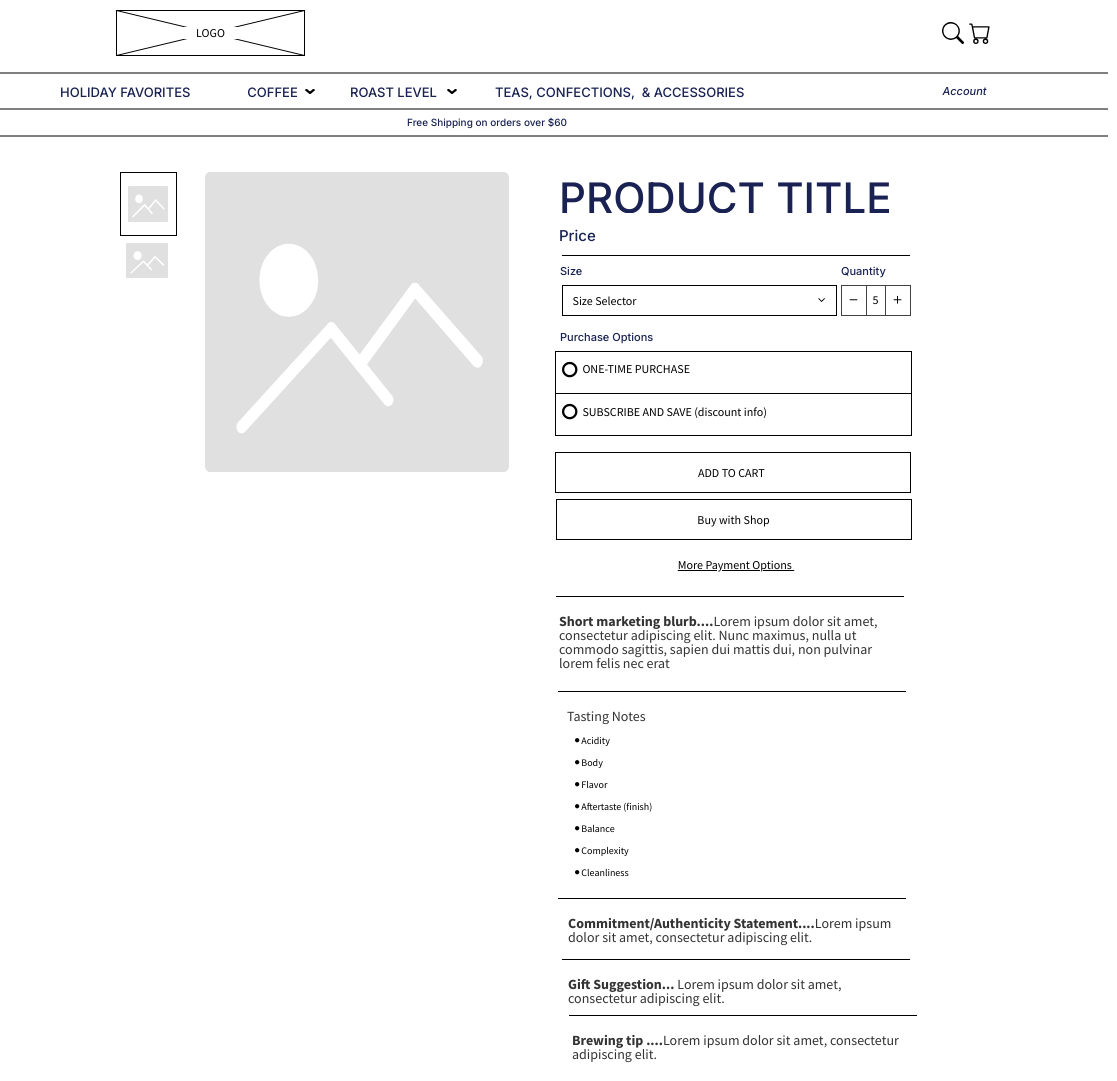 LOGO
HOLIDAY FAVORITES COFFEE ROAST LEVEL TEAS, CONFECTIONS, & ACCESSORIES Account
Free Shipping on orders over $60
PRODUCT TITLE
Price
Size Quantity
Size Selector − 5 +
Purchase Options
ONE-TIME PURCHASE
SUBSCRIBE AND SAVE (discount info)
ADD TO CART
Buy with Shop
More Payment Options
Short marketing blurb....Lorem ipsum dolor sit amet,
consectetur adipiscing elit. Nunc maximus, nulla ut
commodo sagittis, sapien dui mattis dui, non pulvinar
lorem felis nec erat
Tasting Notes
• Acidity
• Body
• Flavor
• Aftertaste (finish)
• Balance
• Complexity
• Cleanliness
Commitment/Authenticity Statement....Lorem ipsum
dolor sit amet, consectetur adipiscing elit.
Gift Suggestion... Lorem ipsum dolor sit amet,
consectetur adipiscing elit.
Brewing tip ....Lorem ipsum dolor sit amet, consectetur
adipiscing elit.